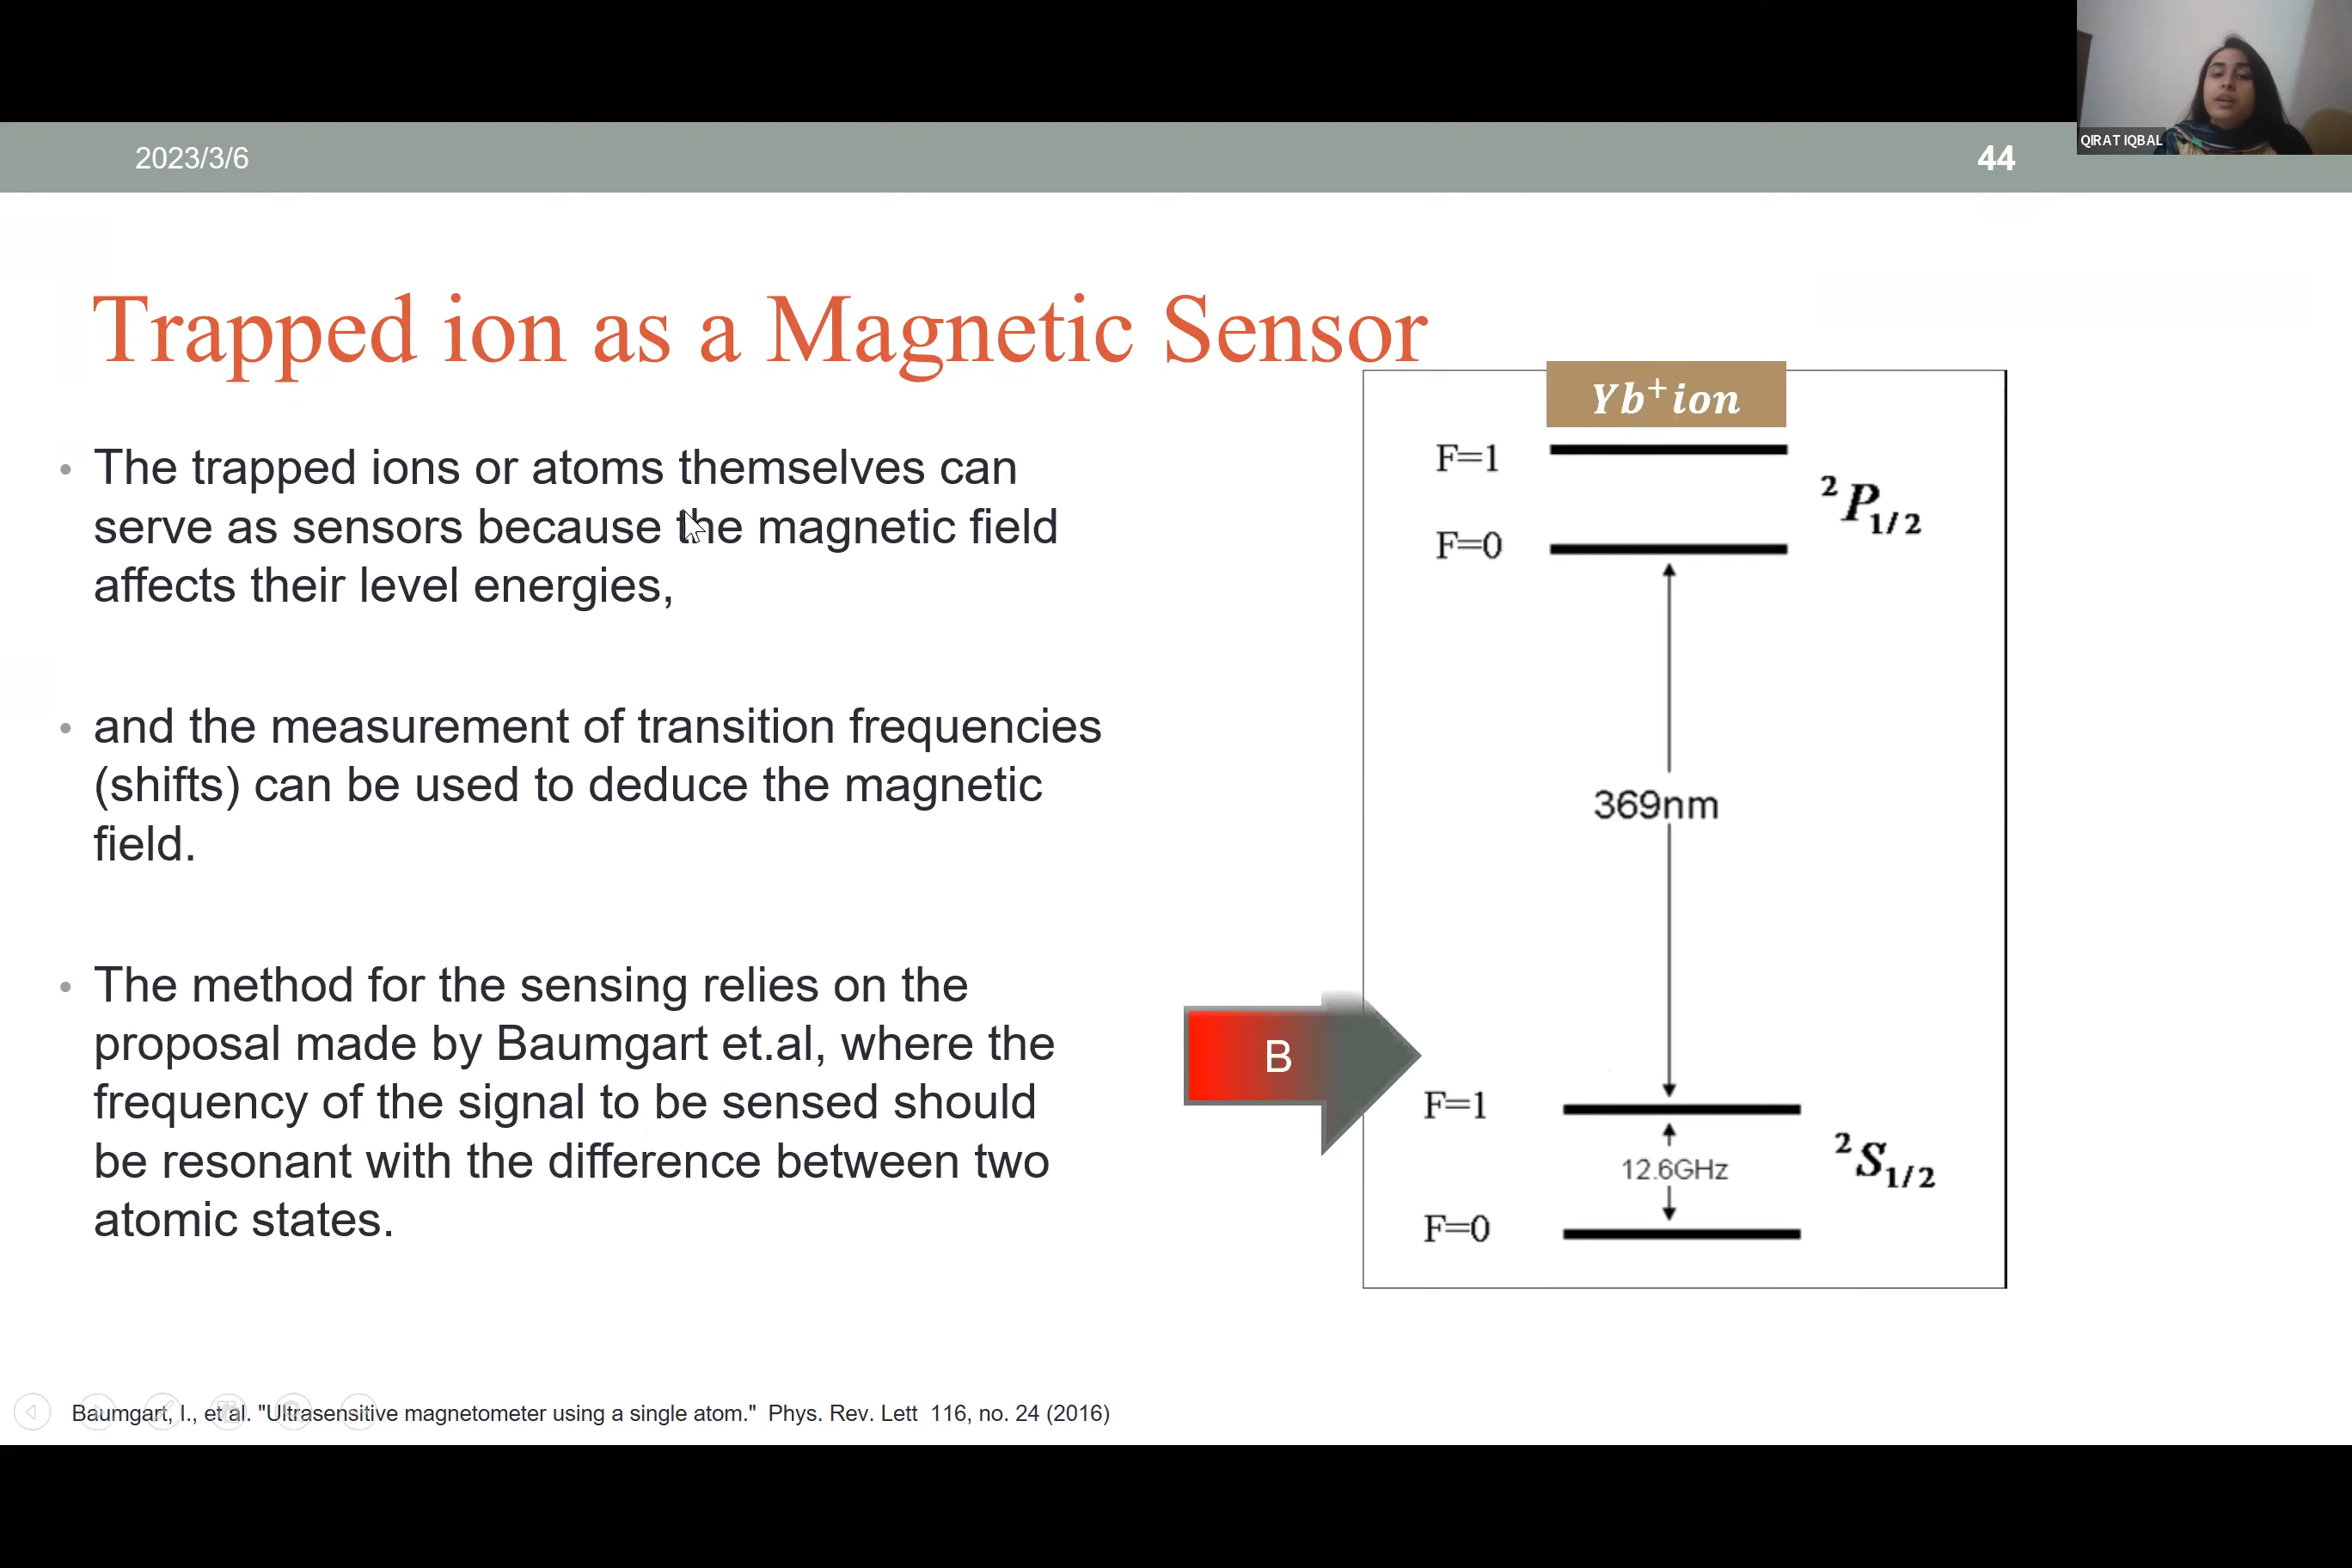 QIRAT IQBAL
2023/3/6
44
Trapped ion as a Magnetic Sensor
• The trapped ions or atoms themselves can
serve as sensors because the magnetic field
affects their level energies,
• and the measurement of transition frequencies
(shifts) can be used to deduce the magnetic
field.
• The method for the sensing relies on the
proposal made by Baumgart et.al, where the
frequency of the signal to be sensed should
be resonant with the difference between two
atomic states.
Yb⁺ion
F=1
F=0
²P₁/₂
369nm
B
F=1
12.6GHz
F=0
²S₁/₂
Baumgart, I., et al. "Ultrasensitive magnetometer using a single atom." Phys. Rev. Lett 116, no. 24 (2016)